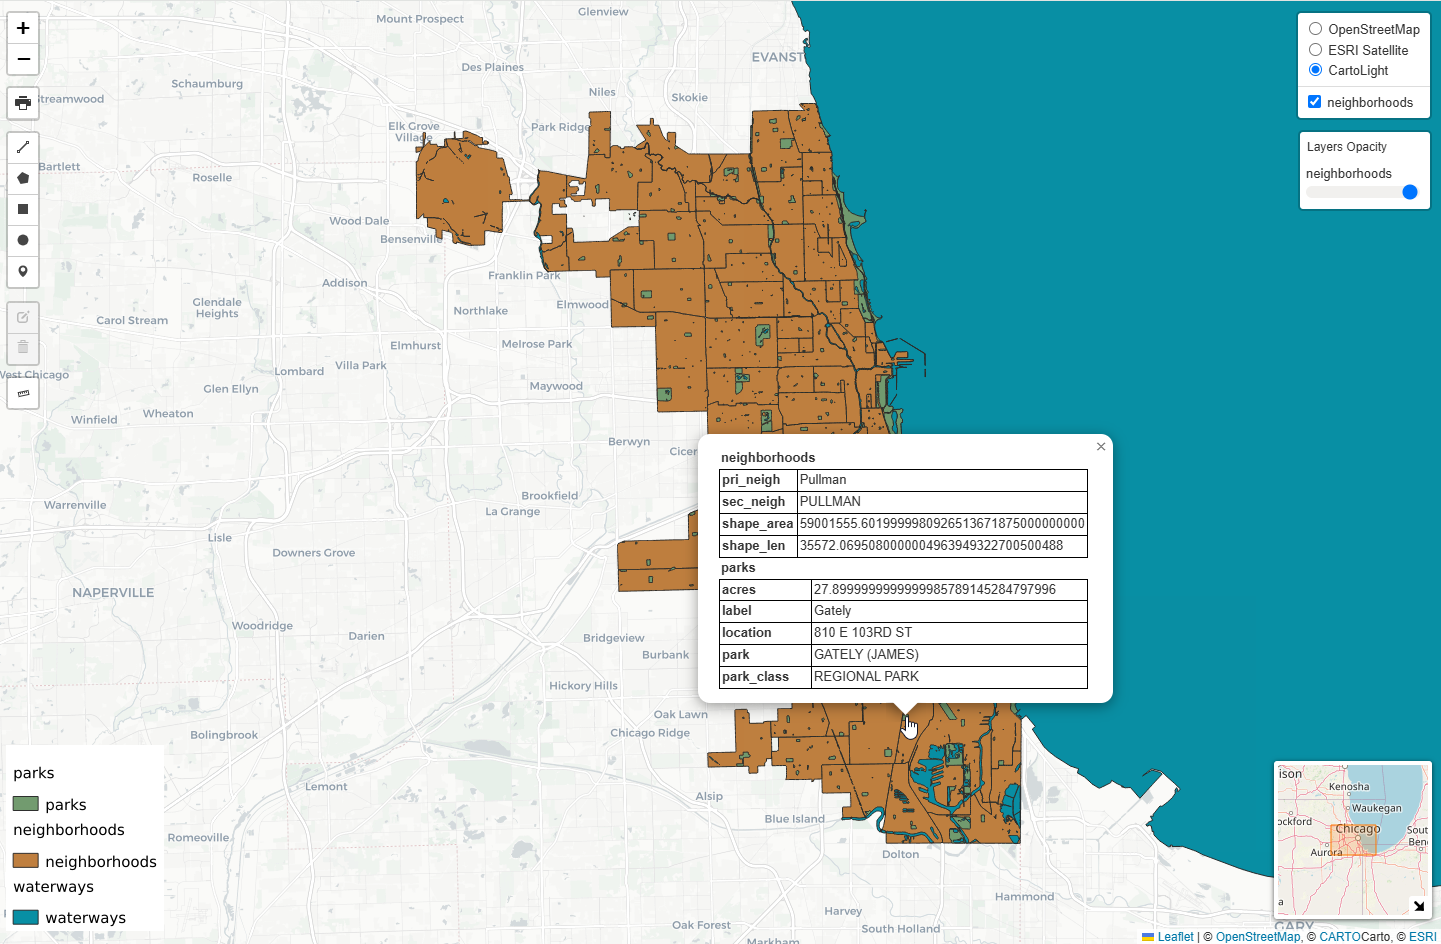 Glenview
Mount Prospect
EVANST
Des Plaines
Schaumburg
Niles
Skokie
Streamwood
Elk Grove
Village
Park Ridge
Bartlett
Roselle
Wood Dale
Bensenville
Franklin Park
Addison
Glendale
Heights
Elmwood
Northlake
Carol Stream
Elmhurst
Melrose Park
Villa Park
Lombard
West Chicago
Glen Ellyn
Maywood
Wheaton
Winfield
Berwyn
Cicer
Brookfield
Warrenville
La Grange
Lisle
Downers Grove
NAPERVILLE
Woodridge
Darien
Bridgeview
Burbank
Hickory Hills
Oak Lawn
Chicago Ridge
Bolingbrook
Lemont
Alsip
Blue Island
Romeoville
Dolton
Hammond
Harvey
South Holland
Oak Forest
Markham
GARY
+
−
OpenStreetMap
ESRI Satellite
CartoLight
neighborhoods
Layers Opacity
neighborhoods
×
neighborhoods
pri_neigh Pullman
sec_neigh PULLMAN
shape_area 59001555.6019999980926513671875000000000
shape_len 35572.0695080000004963949322700500488
parks
acres 27.8999999999999985789145284797996
label Gately
location 810 E 103RD ST
park GATELY (JAMES)
park_class REGIONAL PARK
parks
parks
neighborhoods
neighborhoods
waterways
waterways
ison
Kenosha
Waukegan
ockford
Chicago
Sout
Ben
Aurora
a
Leaflet | © OpenStreetMap, © CARTOCarto, © ESRI